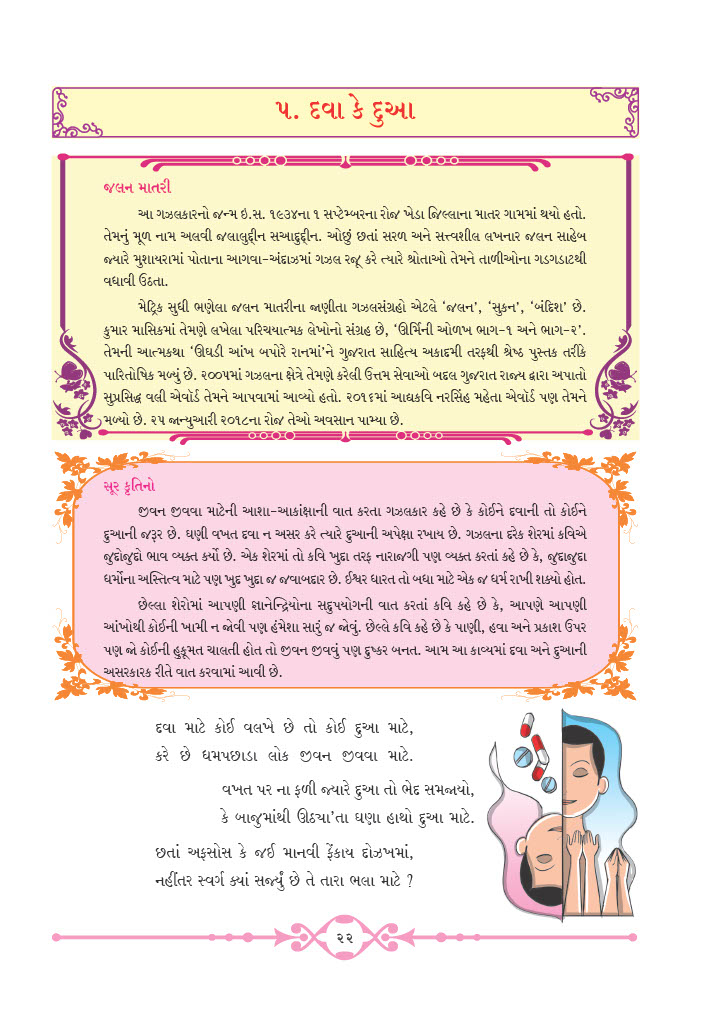 ૫. દવા કે દુઆ
જલન માતરી
આ ગઝલકારનો જન્મ ઇ.સ. ૧૯૩૪ના ૧ સપ્ટેમ્બરના રોજ ખેડા જિલ્લાના માતર ગામમાં થયો હતો.
તેમનું મૂળ નામ અલવી જલાલુદ્દીન સઆદુદ્દીન. ઓછું છતાં સરળ અને સત્ત્વશીલ લખનાર જલન સાહેબ
જ્યારે મુશાયરામાં પોતાના આગવા-અંદાઝમાં ગઝલ રજૂ કરે ત્યારે શ્રોતાઓ તેમને તાળીઓના ગડગડાટથી
વધાવી ઉઠતા.
મેટ્રિક સુધી ભણેલા જલન માતરીના જાણીતા ગઝલસંગ્રહો એટલે ‘જલન’, ‘સુકન’, ‘બંદિશ’ છે.
કુમાર માસિકમાં તેમણે લખેલા પરિચયાત્મક લેખોનો સંગ્રહ છે, ‘ઊર્મિની ઓળખ ભાગ-૧ અને ભાગ-૨’.
તેમની આત્મકથા ‘ઊઘડી આંખ બપોરે રાનમાં’ને ગુજરાત સાહિત્ય અકાદમી તરફથી શ્રેષ્ઠ પુસ્તક તરીકે
પારિતોષિક મળ્યું છે. ૨૦૦૫માં ગઝલના ક્ષેત્રે તેમણે કરેલી ઉત્તમ સેવાઓ બદલ ગુજરાત રાજ્ય દ્વારા અપાતો
સુપ્રસિદ્ધ વલી એવૉર્ડ તેમને આપવામાં આવ્યો હતો. ૨૦૧૬માં આદ્યકવિ નરસિંહ મહેતા એવૉર્ડ પણ તેમને
મળ્યો છે. ૨૫ જાન્યુઆરી ૨૦૧૮ના રોજ તેઓ અવસાન પામ્યા છે.
સૂર કૃતિનો
જીવન જીવવા માટેની આશા-આકાંક્ષાની વાત કરતા ગઝલકાર કહે છે કે કોઈને દવાની તો કોઈને
દુઆની જરૂર છે. ઘણી વખત દવા ન અસર કરે ત્યારે દુઆની અપેક્ષા રખાય છે. ગઝલના દરેક શેરમાં કવિએ
જુદોજુદો ભાવ વ્યક્ત કર્યો છે. એક શેરમાં તો કવિ ખુદા તરફ નારાજગી પણ વ્યક્ત કરતાં કહે છે કે, જુદાજુદા
ધર્મોના અસ્તિત્વ માટે પણ ખુદ ખુદા જ જવાબદાર છે. ઈશ્વર ધારત તો બધા માટે એક જ ધર્મ રાખી શક્યો હોત.
છેલ્લા શેરોમાં આપણી જ્ઞાનેન્દ્રિયોના સદુપયોગની વાત કરતાં કવિ કહે છે કે, આપણે આપણી
આંખોથી કોઈની ખામી ન જોવી પણ હંમેશા સારું જ જોવું. છેલ્લે કવિ કહે છે કે પાણી, હવા અને પ્રકાશ ઉપર
પણ જો કોઈની હુકૂમત ચાલતી હોત તો જીવન જીવવું પણ દુષ્કર બનત. આમ આ કાવ્યમાં દવા અને દુઆની
અસરકારક રીતે વાત કરવામાં આવી છે.
દવા માટે કોઈ વલખે છે તો કોઈ દુઆ માટે,
કરે છે ધમપછાડા લોક જીવન જીવવા માટે.
વખત પર ના ફળી જ્યારે દુઆ તો ભેદ સમજાયો,
કે બાજુમાંથી ઊઠ્યા’તા ઘણા હાથો દુઆ માટે.
છતાં અફસોસ કે જઈ માનવી ફેંકાય દોઝખમાં,
નહીંતર સ્વર્ગ ક્યાં સર્જ્યું છે તે તારા ભલા માટે ?
૨૨